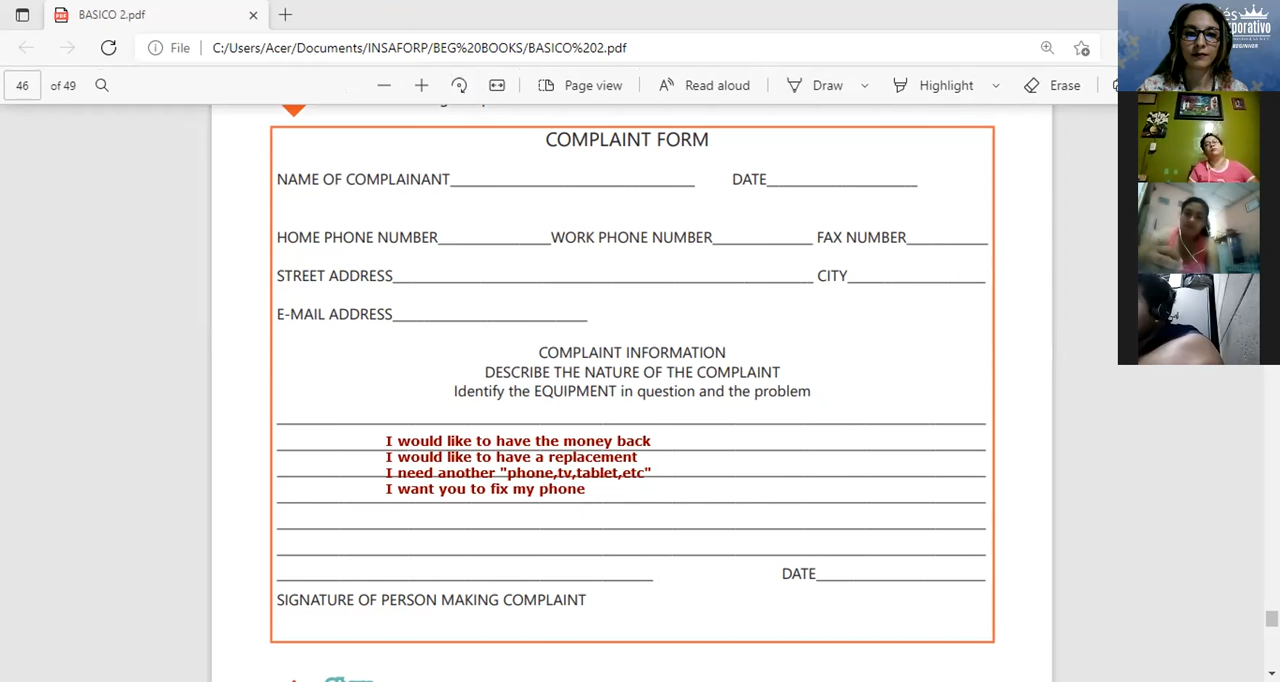 BASICO 2.pdf
File C:/Users/Acer/Documents/INSAFORP/BEG%20BOOKS/BASICO%202.pdf
46 of 49 Page view Read aloud Draw Highlight Erase
COMPLAINT FORM
NAME OF COMPLAINANT DATE
HOME PHONE NUMBER WORK PHONE NUMBER FAX NUMBER
STREET ADDRESS CITY
E-MAIL ADDRESS
COMPLAINT INFORMATION
DESCRIBE THE NATURE OF THE COMPLAINT
Identify the EQUIPMENT in question and the problem
I would like to have the money back
I would like to have a replacement
I need another "phone,tv,tablet,etc"
I want you to fix my phone
DATE
SIGNATURE OF PERSON MAKING COMPLAINT
BEGINNER